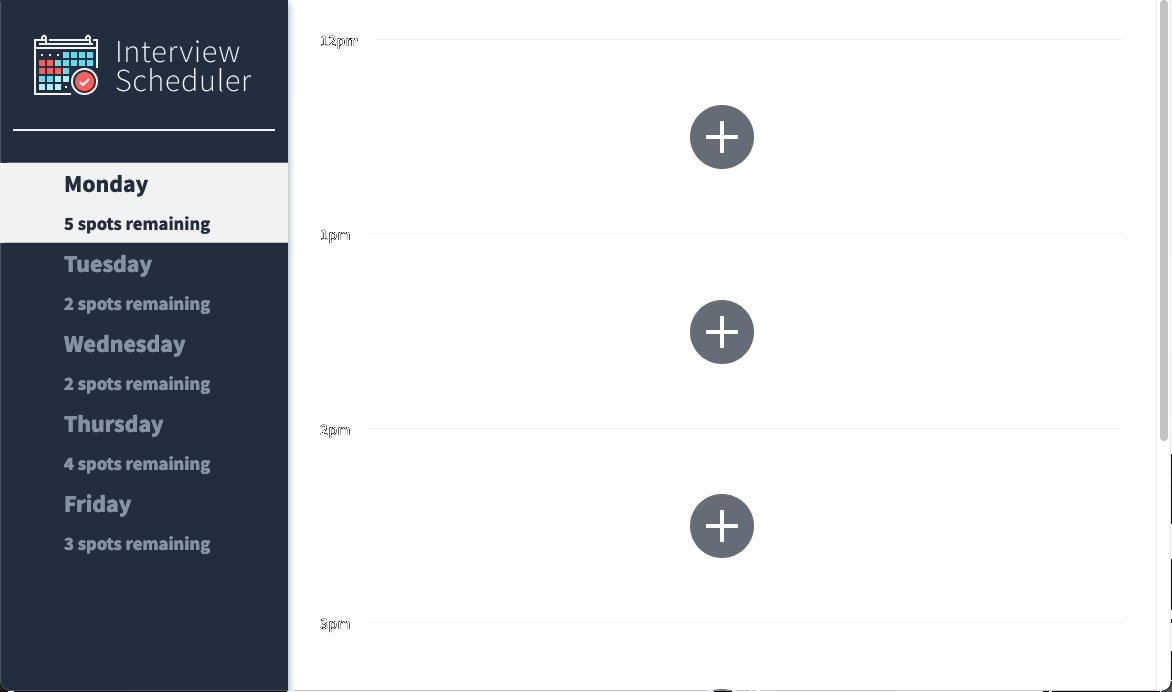 Interview
Scheduler
Monday
5 spots remaining
Tuesday
2 spots remaining
Wednesday
2 spots remaining
Thursday
4 spots remaining
Friday
3 spots remaining
12pm
1pm
2pm
3pm